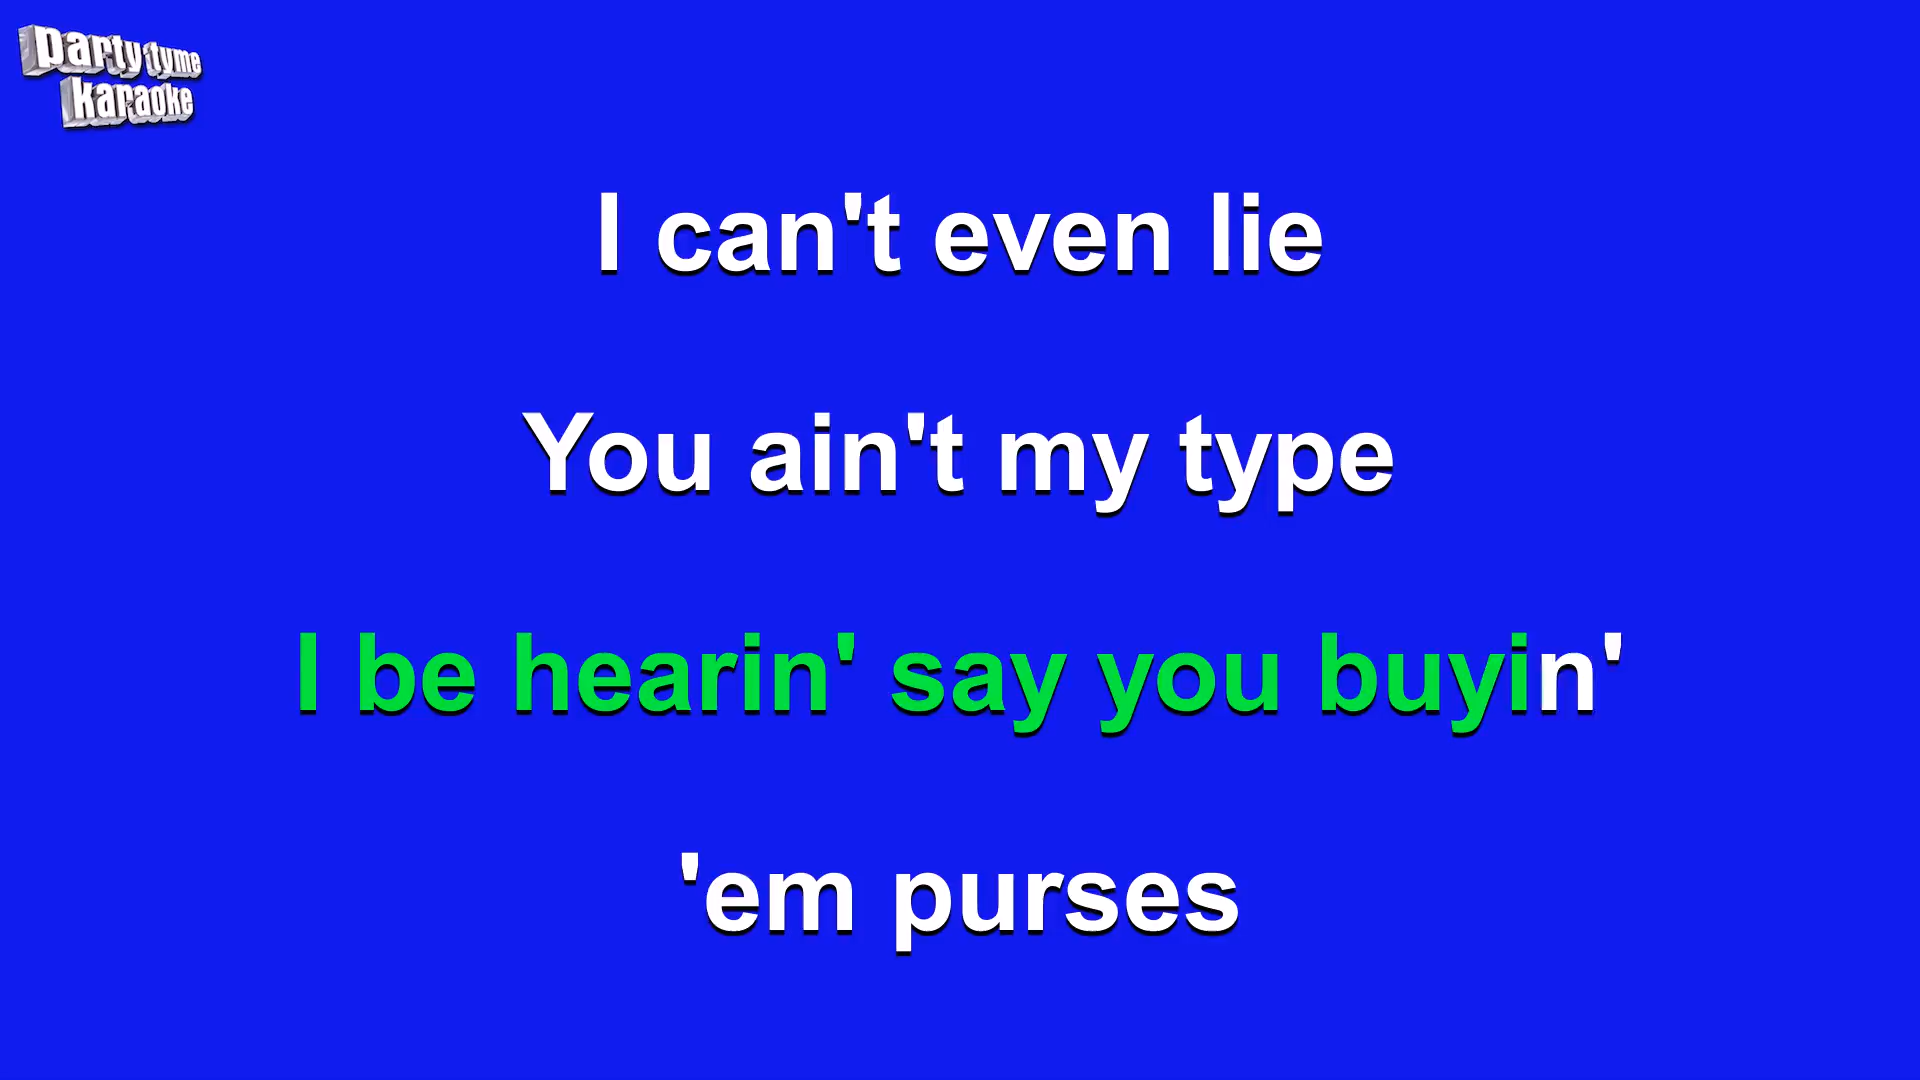 party tyme
karaoke
I can't even lie
You ain't my type
I be hearin' say you buyin'
'em purses